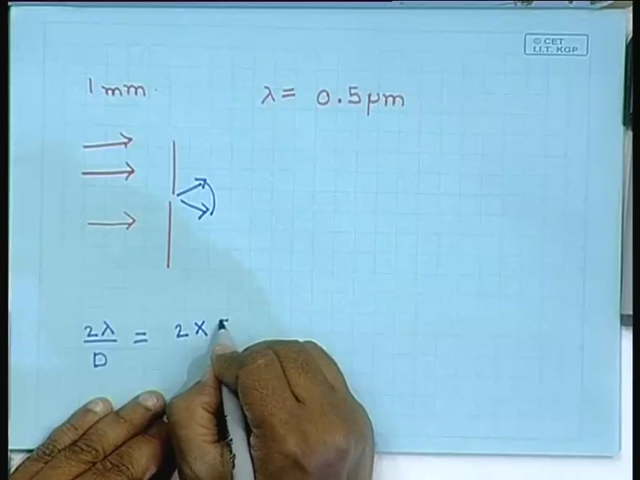 © CET
I.I.T. KGP
1 mm.
λ = 0.5 μm
2λ/D = 2 ×